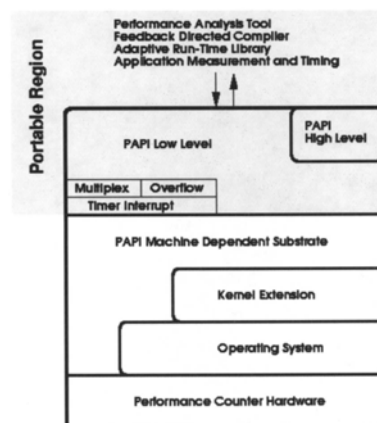 Performance Analysis Tool
Feedback Directed Compiler
Adaptive Run-Time Library
Application Measurement and Timing
Portable Region
PAPI Low Level
PAPI
High Level
Multiplex
Overflow
Timer Interrupt
PAPI Machine Dependent Substrate
Kernel Extension
Operating System
Performance Counter Hardware